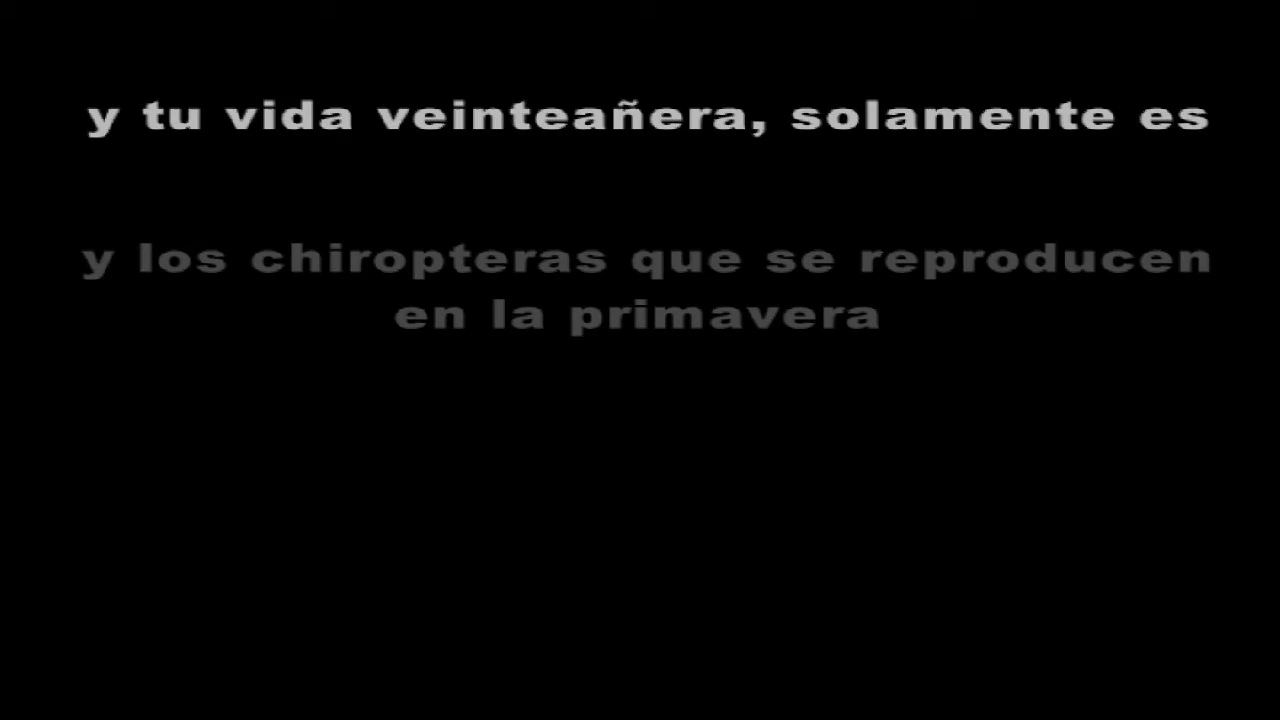 y tu vida veinteañera, solamente es
y los chiropteras que se reproducen
en la primavera